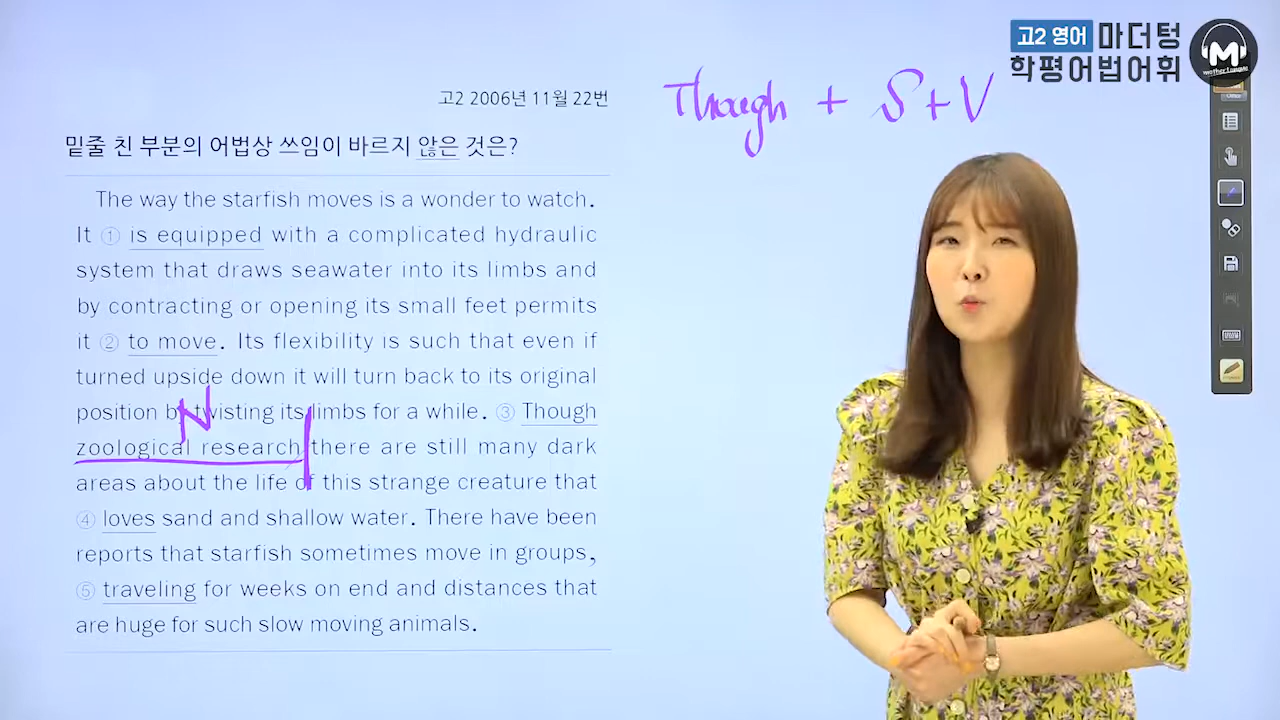 고2 영어 마더텅
학평어법어휘
M
mother tongue
Though + S+V
고2 2006년 11월 22번
밑줄 친 부분의 어법상 쓰임이 바르지 않은 것은?
The way the starfish moves is a wonder to watch.
It ① is equipped with a complicated hydraulic
system that draws seawater into its limbs and
by contracting or opening its small feet permits
it ② to move. Its flexibility is such that even if
turned upside down it will turn back to its original
position by twisting its limbs for a while. ③ Though
N
zoological research there are still many dark
areas about the life of this strange creature that
④ loves sand and shallow water. There have been
reports that starfish sometimes move in groups,
⑤ traveling for weeks on end and distances that
are huge for such slow moving animals.